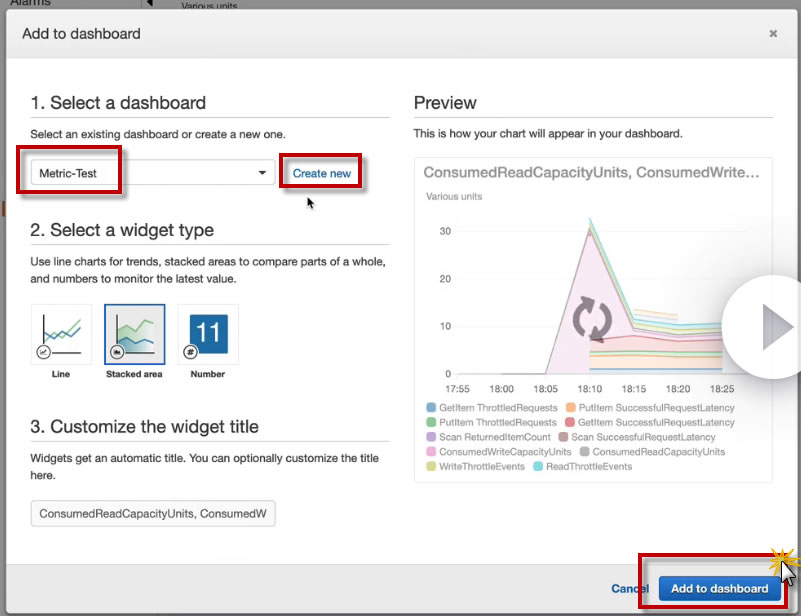 Alarms
Various units
Add to dashboard
×
1. Select a dashboard
Select an existing dashboard or create a new one.
Metric-Test
Create new
2. Select a widget type
Use line charts for trends, stacked areas to compare parts of a whole,
and numbers to monitor the latest value.
11
#
Line
Stacked area
Number
3. Customize the widget title
Widgets get an automatic title. You can optionally customize the title
here.
ConsumedReadCapacityUnits, ConsumedW
Preview
This is how your chart will appear in your dashboard.
ConsumedReadCapacityUnits, ConsumedWrite...
Various units
30
20
10
0
17:55 18:00 18:05 18:10 18:15 18:20 18:25
GetItem ThrottledRequests PutItem SuccessfulRequestLatency
PutItem ThrottledRequests GetItem SuccessfulRequestLatency
Scan ReturnedItemCount Scan SuccessfulRequestLatency
ConsumedWriteCapacityUnits ConsumedReadCapacityUnits
WriteThrottleEvents ReadThrottleEvents
Cancel
Add to dashboard